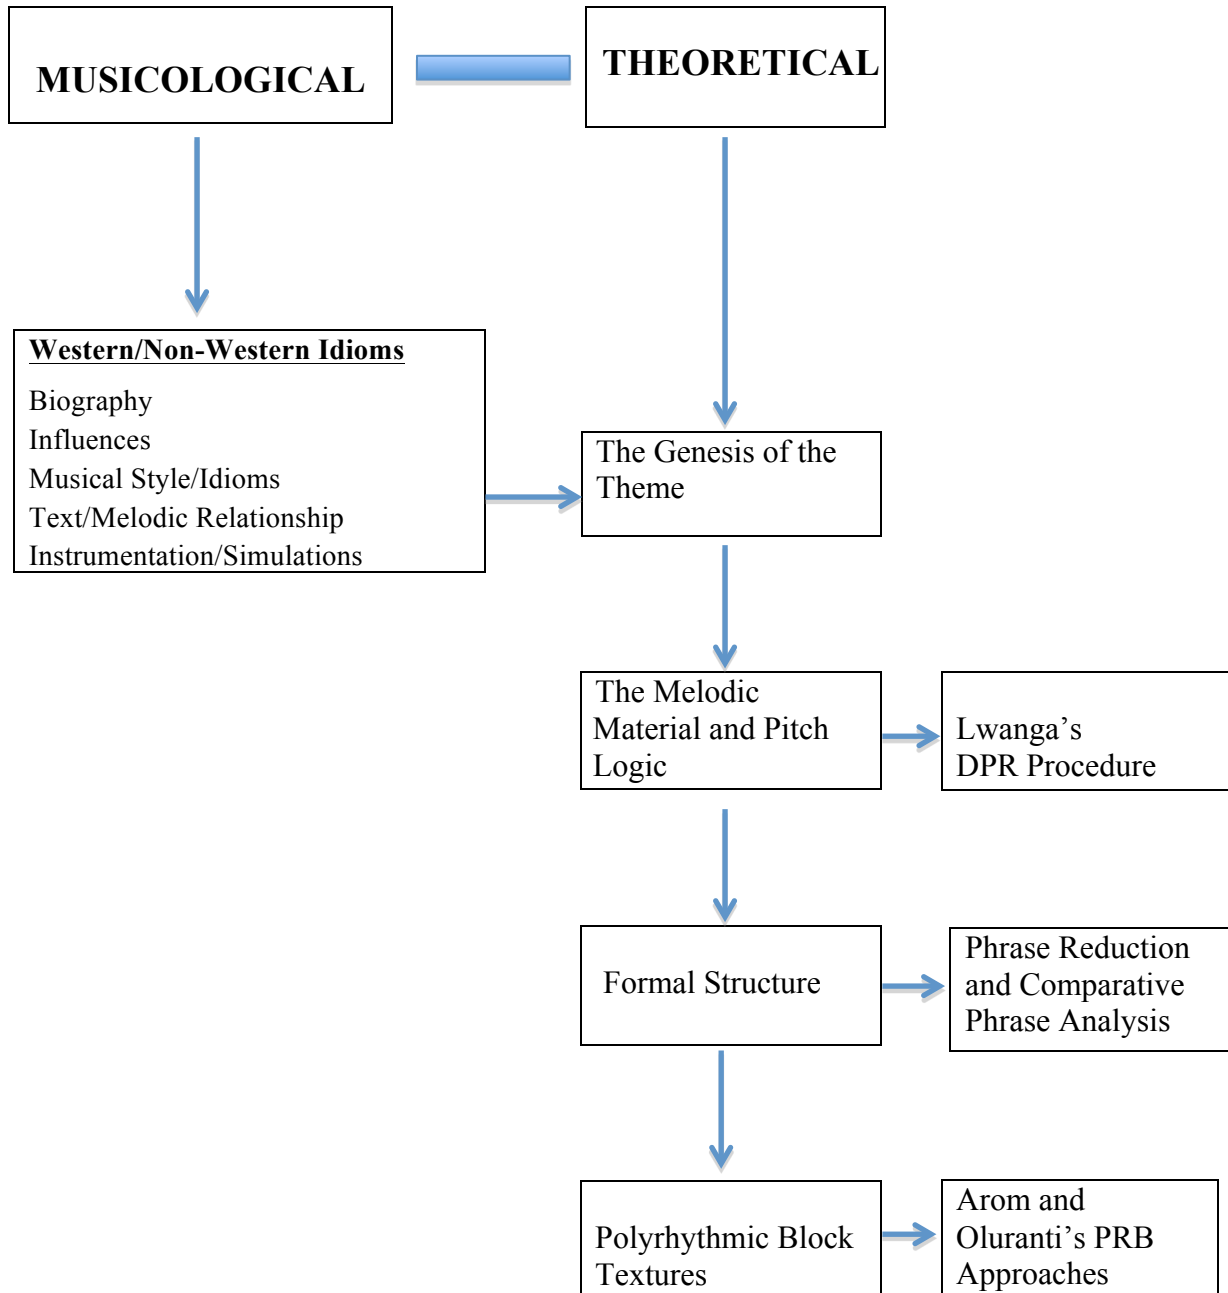 MUSICOLOGICAL
THEORETICAL
Western/Non-Western Idioms
Biography
Influences
Musical Style/Idioms
Text/Melodic Relationship
Instrumentation/Simulations
The Genesis of the
Theme
The Melodic
Material and Pitch
Logic
Lwanga’s
DPR Procedure
Formal Structure
Phrase Reduction
and Comparative
Phrase Analysis
Polyrhythmic Block
Textures
Arom and
Oluranti’s PRB
Approaches